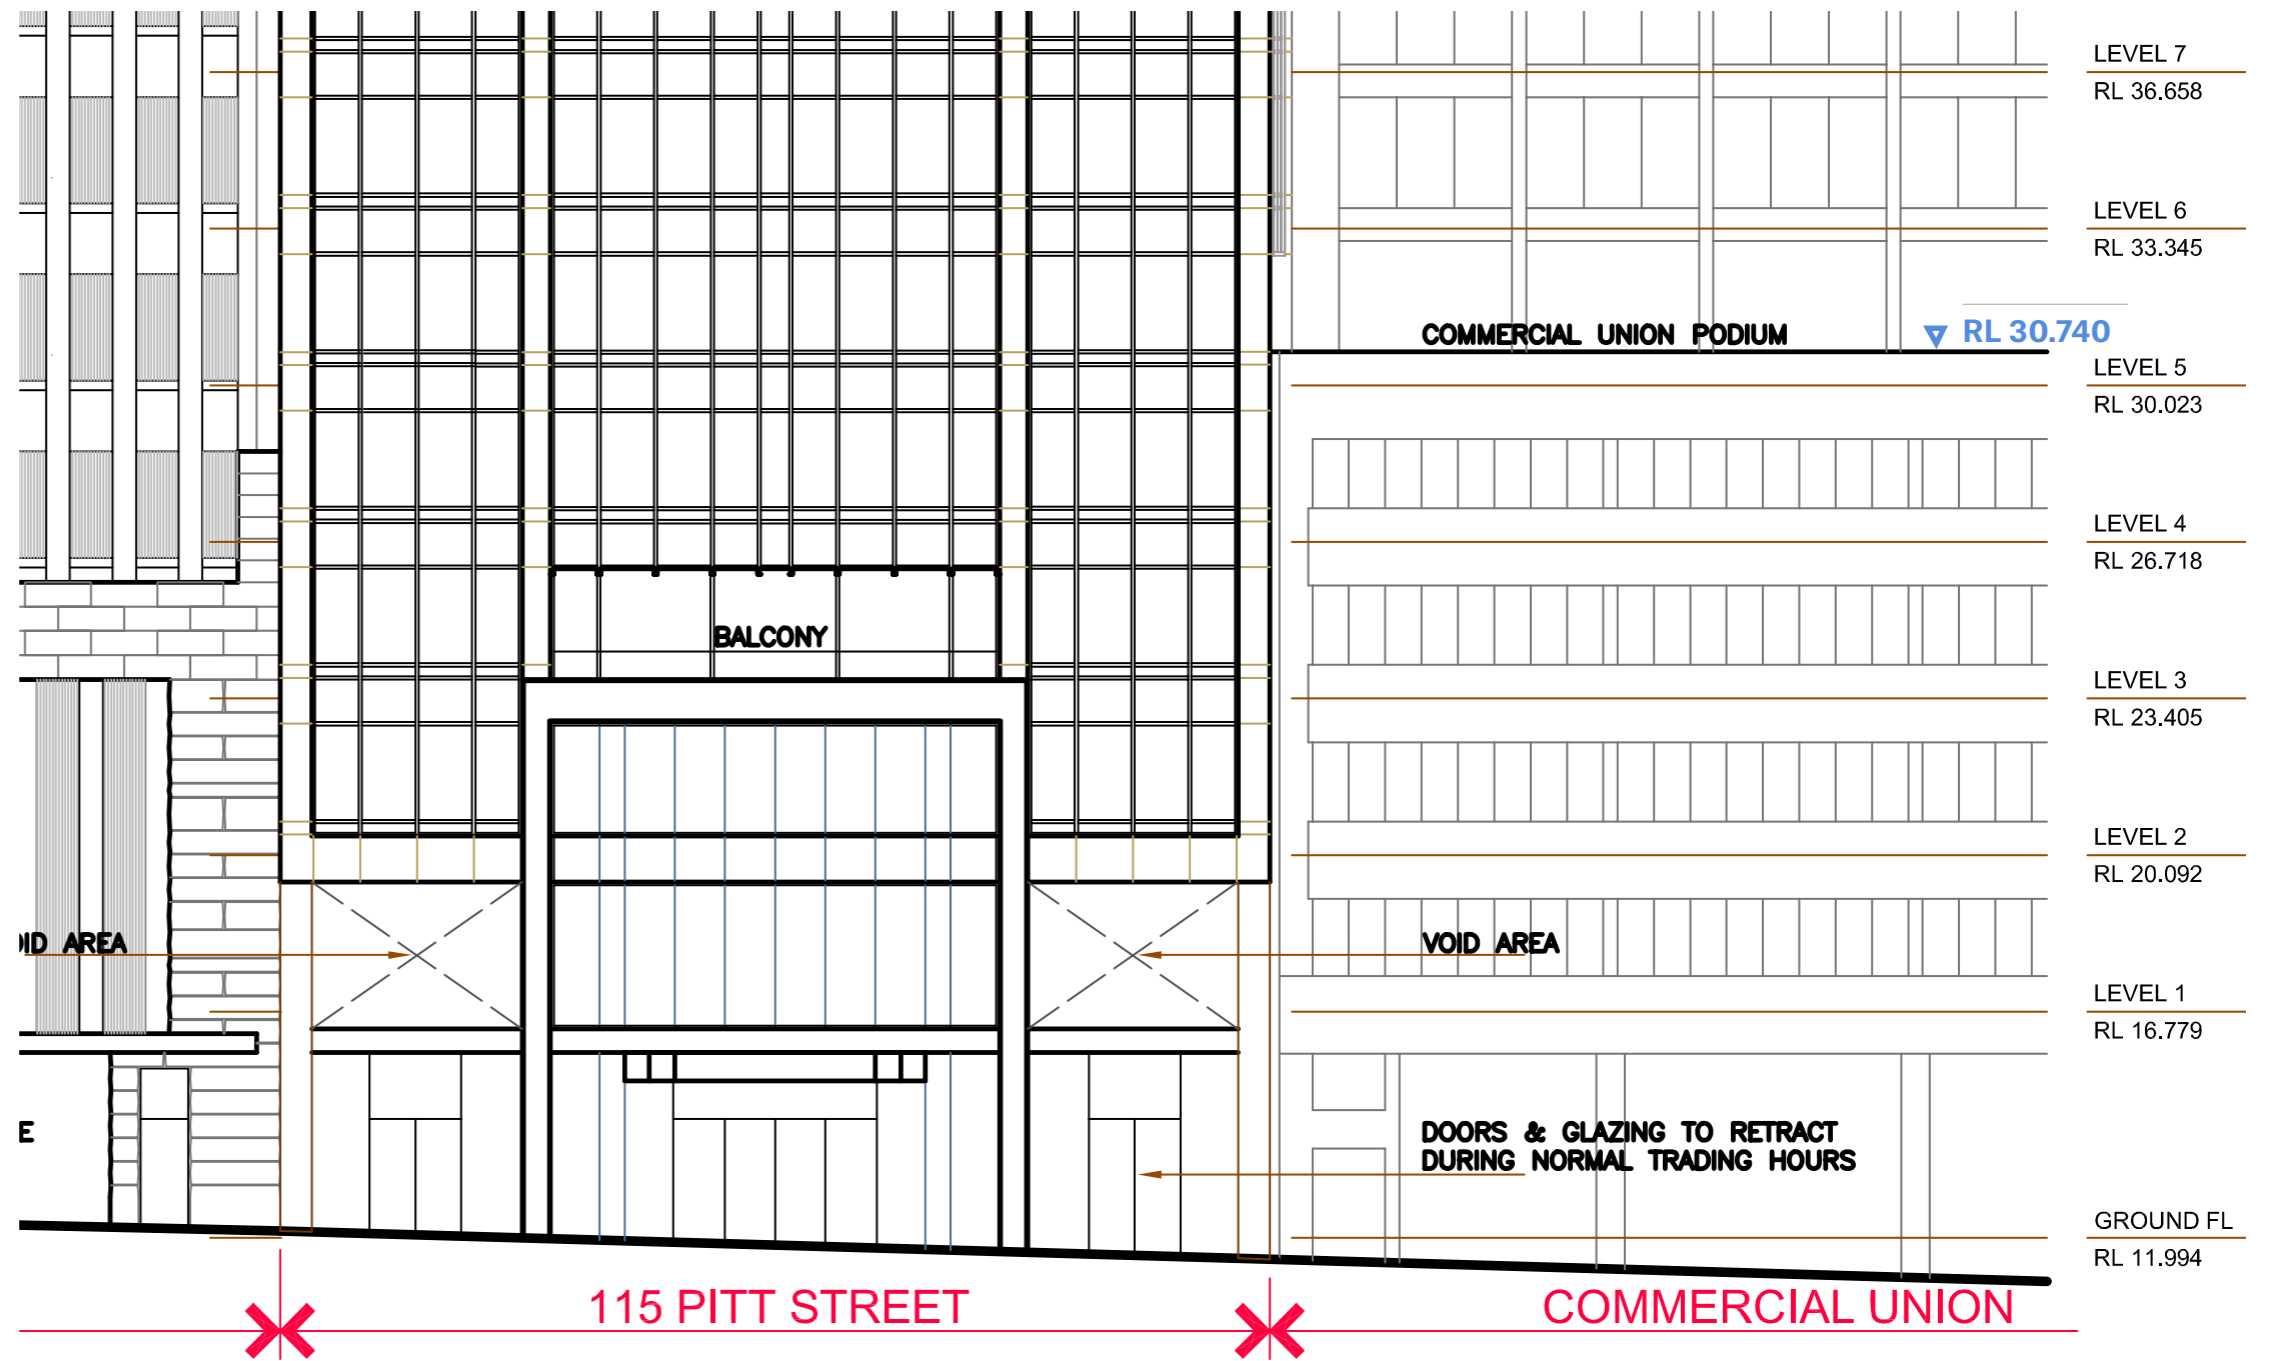 LEVEL 7
RL 36.658
LEVEL 6
RL 33.345
COMMERCIAL UNION PODIUM
RL 30.740
LEVEL 5
RL 30.023
LEVEL 4
RL 26.718
BALCONY
LEVEL 3
RL 23.405
LEVEL 2
RL 20.092
AREA
VOID AREA
LEVEL 1
RL 16.779
DOORS & GLAZING TO RETRACT
DURING NORMAL TRADING HOURS
GROUND FL
RL 11.994
115 PITT STREET
COMMERCIAL UNION